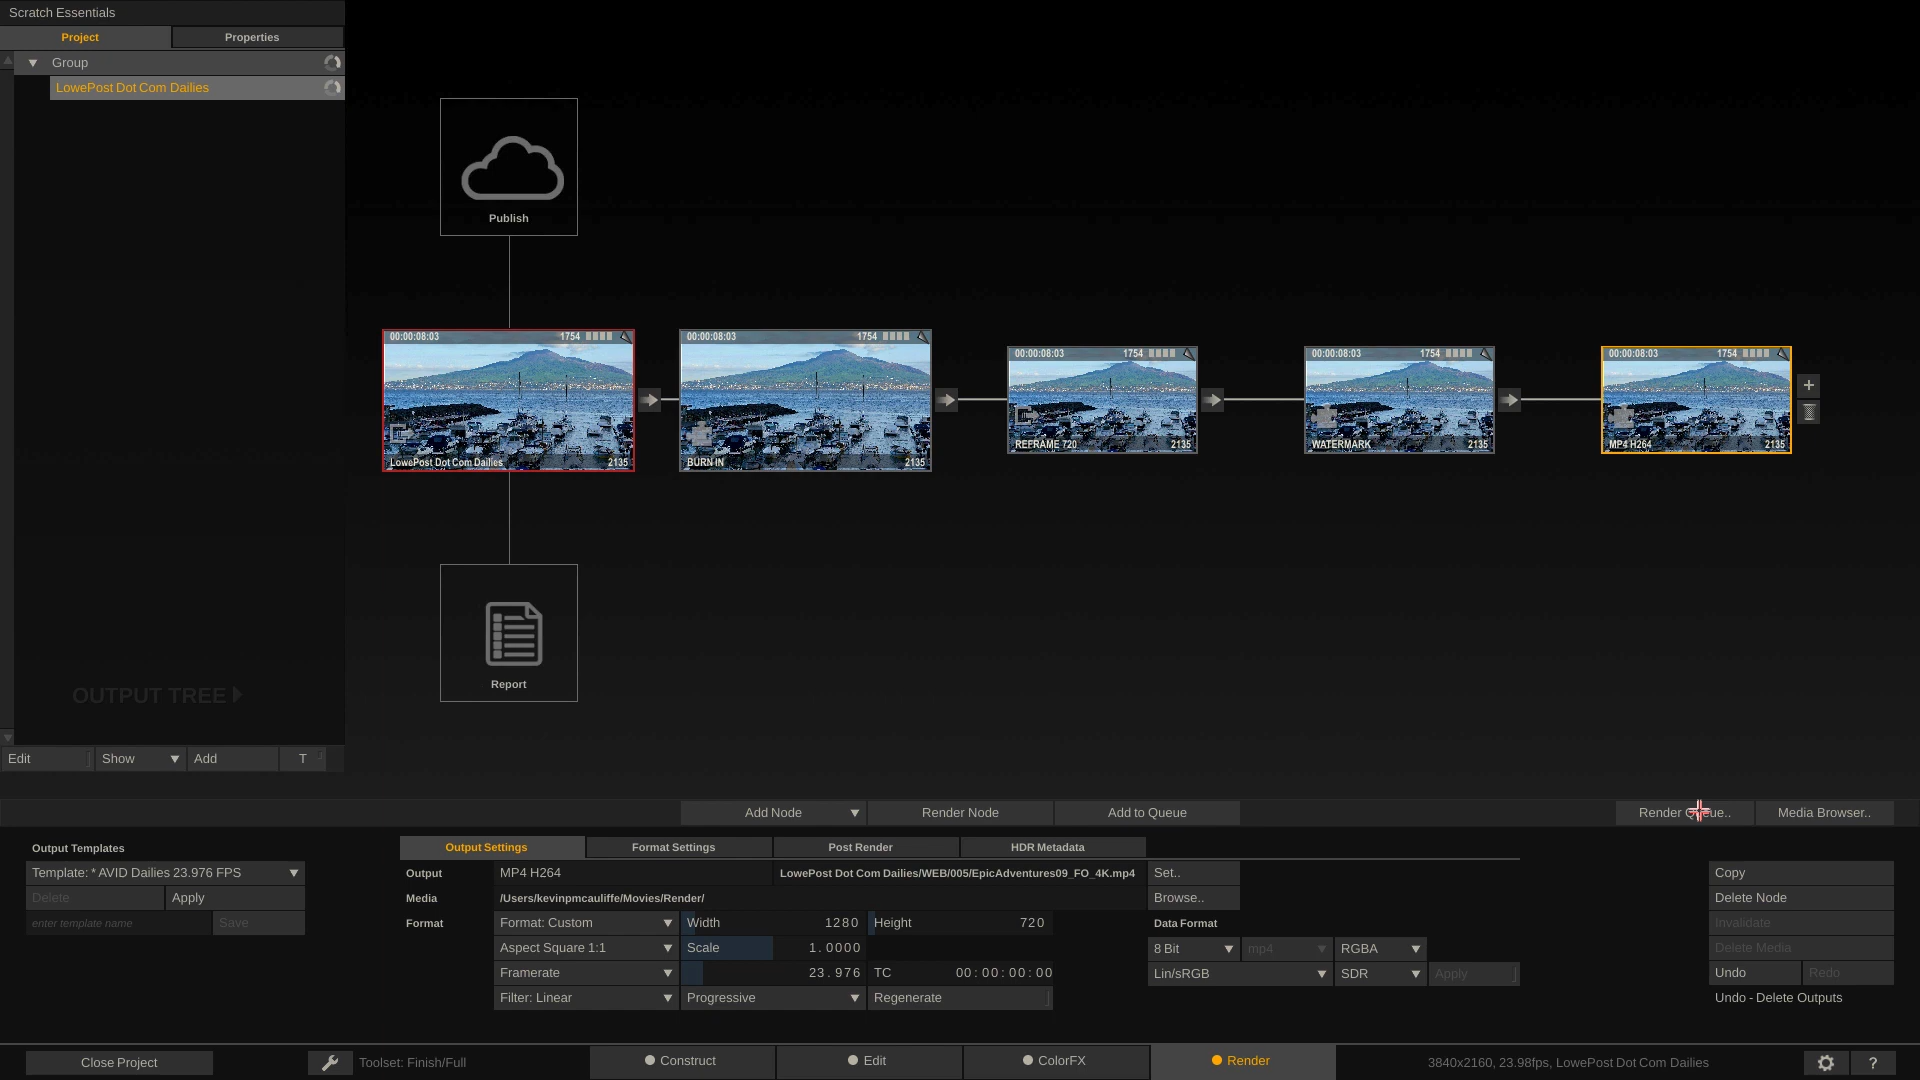 Scratch Essentials
Project
Properties
Group
LowePost Dot Com Dailies
Publish
00:00:08:03 1754
LowePost Dot Com Dailies 2135
00:00:08:03 1754
BURN IN 2135
00:00:08:03 1754
REFRAME 720 2135
00:00:08:03 1754
WATERMARK 2135
00:00:08:03 1754
MP4 H264 2135
+
Report
OUTPUT TREE
Edit Show Add T
Add Node Render Node Add to Queue Render Queue.. Media Browser..
Output Templates
Template: * AVID Dailies 23.976 FPS
Delete Apply
enter template name Save
Output Settings Format Settings Post Render HDR Metadata
Output MP4 H264 LowePost Dot Com Dailies/WEB/005/EpicAdventures09_FO_4K.mp4 Set..
Media /Users/kevinpmcauliffe/Movies/Render/ Browse..
Format Format: Custom Width 1280 Height 720 Data Format
Aspect Square 1:1 Scale 1.0000 8 Bit mp4 RGBA
Framerate 23.976 TC 00:00:00:00 Lin/sRGB SDR Apply
Filter: Linear Progressive Regenerate
Copy
Delete Node
Invalidate
Delete Media
Undo Redo
Undo - Delete Outputs
Close Project Toolset: Finish/Full Construct Edit ColorFX Render 3840x2160, 23.98fps, LowePost Dot Com Dailies ?